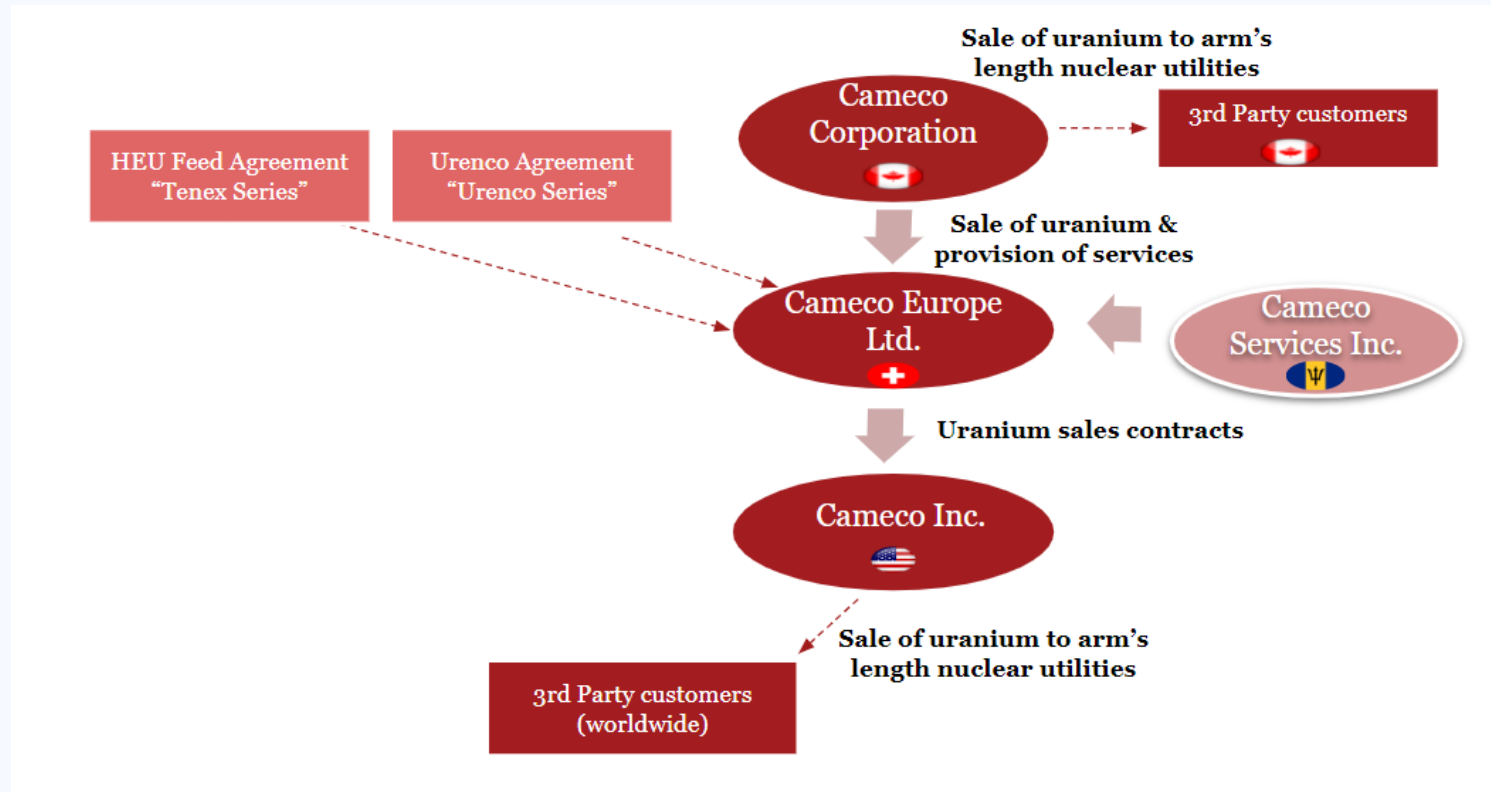 Sale of uranium to arm's
length nuclear utilities
Cameco
Corporation
3rd Party customers
HEU Feed Agreement
“Tenex Series”
Urenco Agreement
“Urenco Series”
Sale of uranium &
provision of services
Cameco Europe
Ltd.
Cameco
Services Inc.
Uranium sales contracts
Cameco Inc.
Sale of uranium to arm's
length nuclear utilities
3rd Party customers
(worldwide)